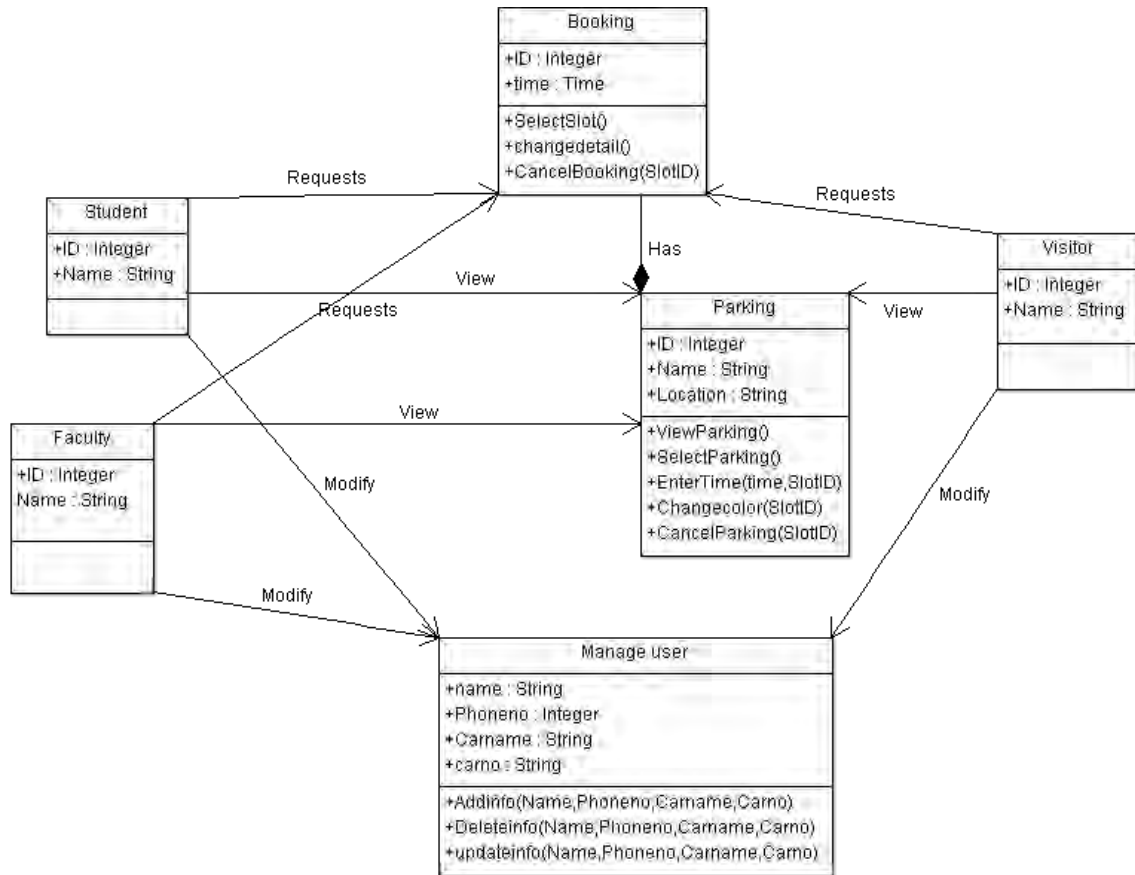 Booking
+ID : Integer
+time : Time
+SelectSlot()
+changedetail()
+CancelBooking(SlotID)
Requests
Requests
Student
+ID : Integer
+Name : String
Has
Visitor
+ID : Integer
+Name : String
View
Requests
View
Parking
+ID : Integer
+Name : String
+Location : String
+ViewParking()
+SelectParking()
+EnterTime(time,SlotID)
+Changecolor(SlotID)
+CancelParking(SlotID)
View
Faculty
+ID : Integer
Name : String
Modify
Modify
Modify
Manage user
+name : String
+Phoneno : Integer
+Carname : String
+carno : String
+Addinfo(Name,Phoneno,Carname,Carno)
+Deleteinfo(Name,Phoneno,Carname,Carno)
+updateinfo(Name,Phoneno,Carname,Carno)